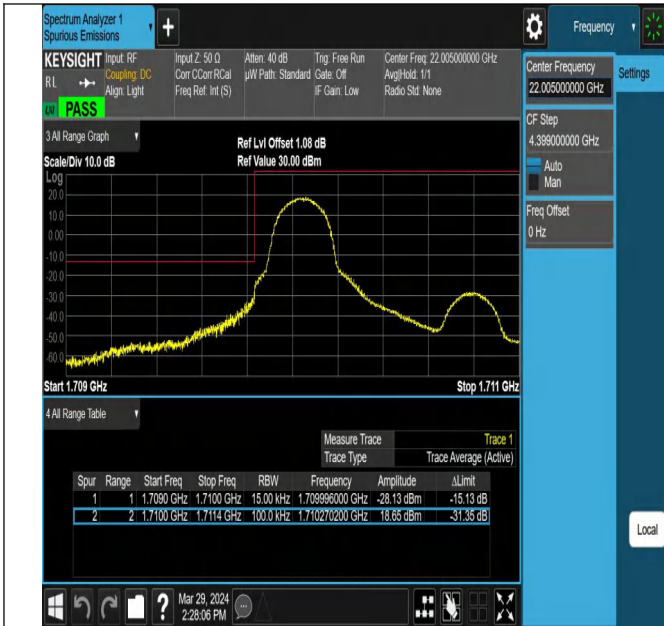 Spectrum Analyzer 1
Spurious Emissions
Frequency
KEYSIGHT
RL
PASS
Input: RF
Coupling: DC
Align: Light
Input Z: 50 Ω
Corr CCorr RCal
Freq Ref: Int (S)
Atten: 40 dB
µW Path: Standard
Trig: Free Run
Gate: Off
IF Gain: Low
Center Freq: 22.005000000 GHz
Avg|Hold: 1/1
Radio Std: None
Center Frequency
22.005000000 GHz
Settings
CF Step
4.399000000 GHz
Auto
Man
Freq Offset
0 Hz
3 All Range Graph
Scale/Div 10.0 dB
Ref Lvl Offset 1.08 dB
Ref Value 30.00 dBm
Log
20.0
10.0
0.00
-10.0
-20.0
-30.0
-40.0
-50.0
-60.0
Start 1.709 GHz
Stop 1.711 GHz
4 All Range Table
Measure Trace Trace 1
Trace Type Trace Average (Active)
Spur Range Start Freq Stop Freq RBW Frequency Amplitude ΔLimit
1 1 1.7090 GHz 1.7100 GHz 15.00 kHz 1.709996000 GHz -28.13 dBm -15.13 dB
2 2 1.7100 GHz 1.7114 GHz 100.0 kHz 1.710270200 GHz 18.65 dBm -31.35 dB
Local
Mar 29, 2024
2:28:06 PM